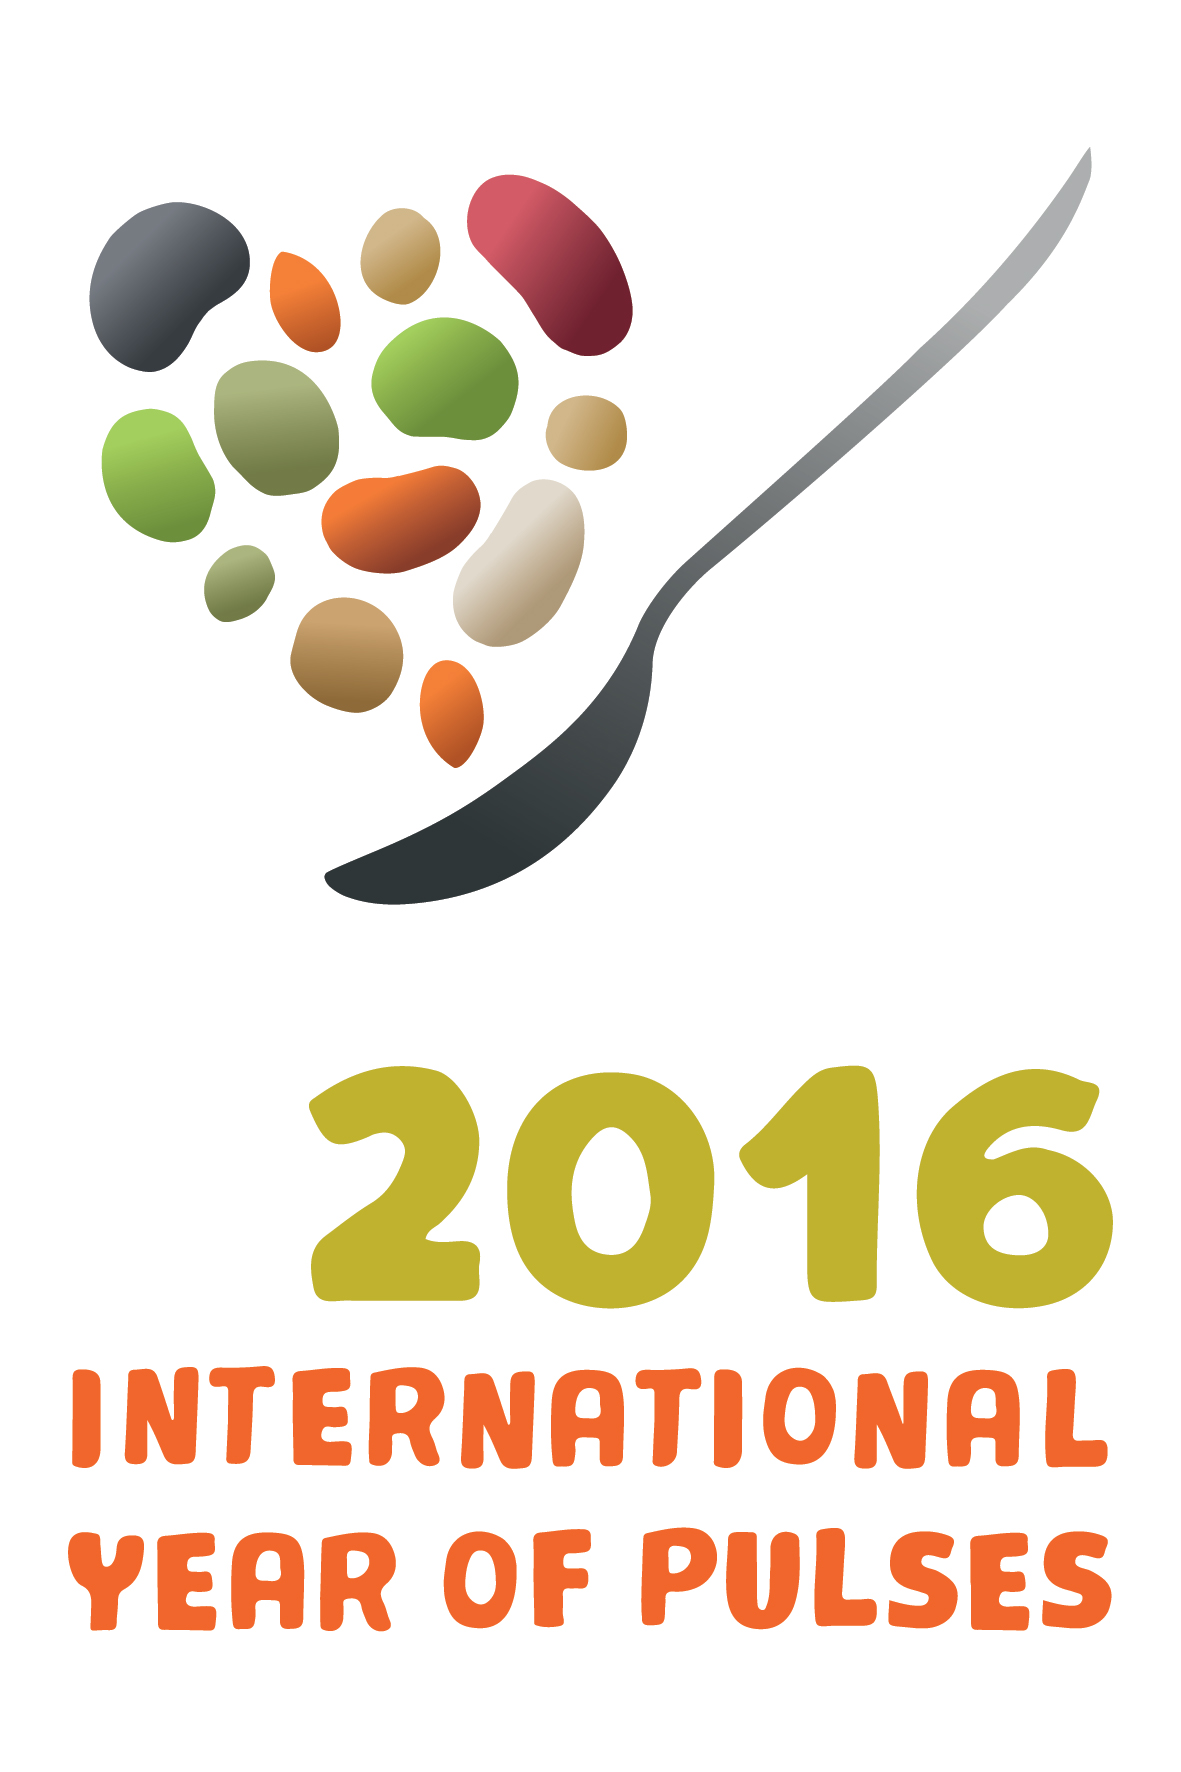 2016
INTERNATIONAL
YEAR OF PULSES